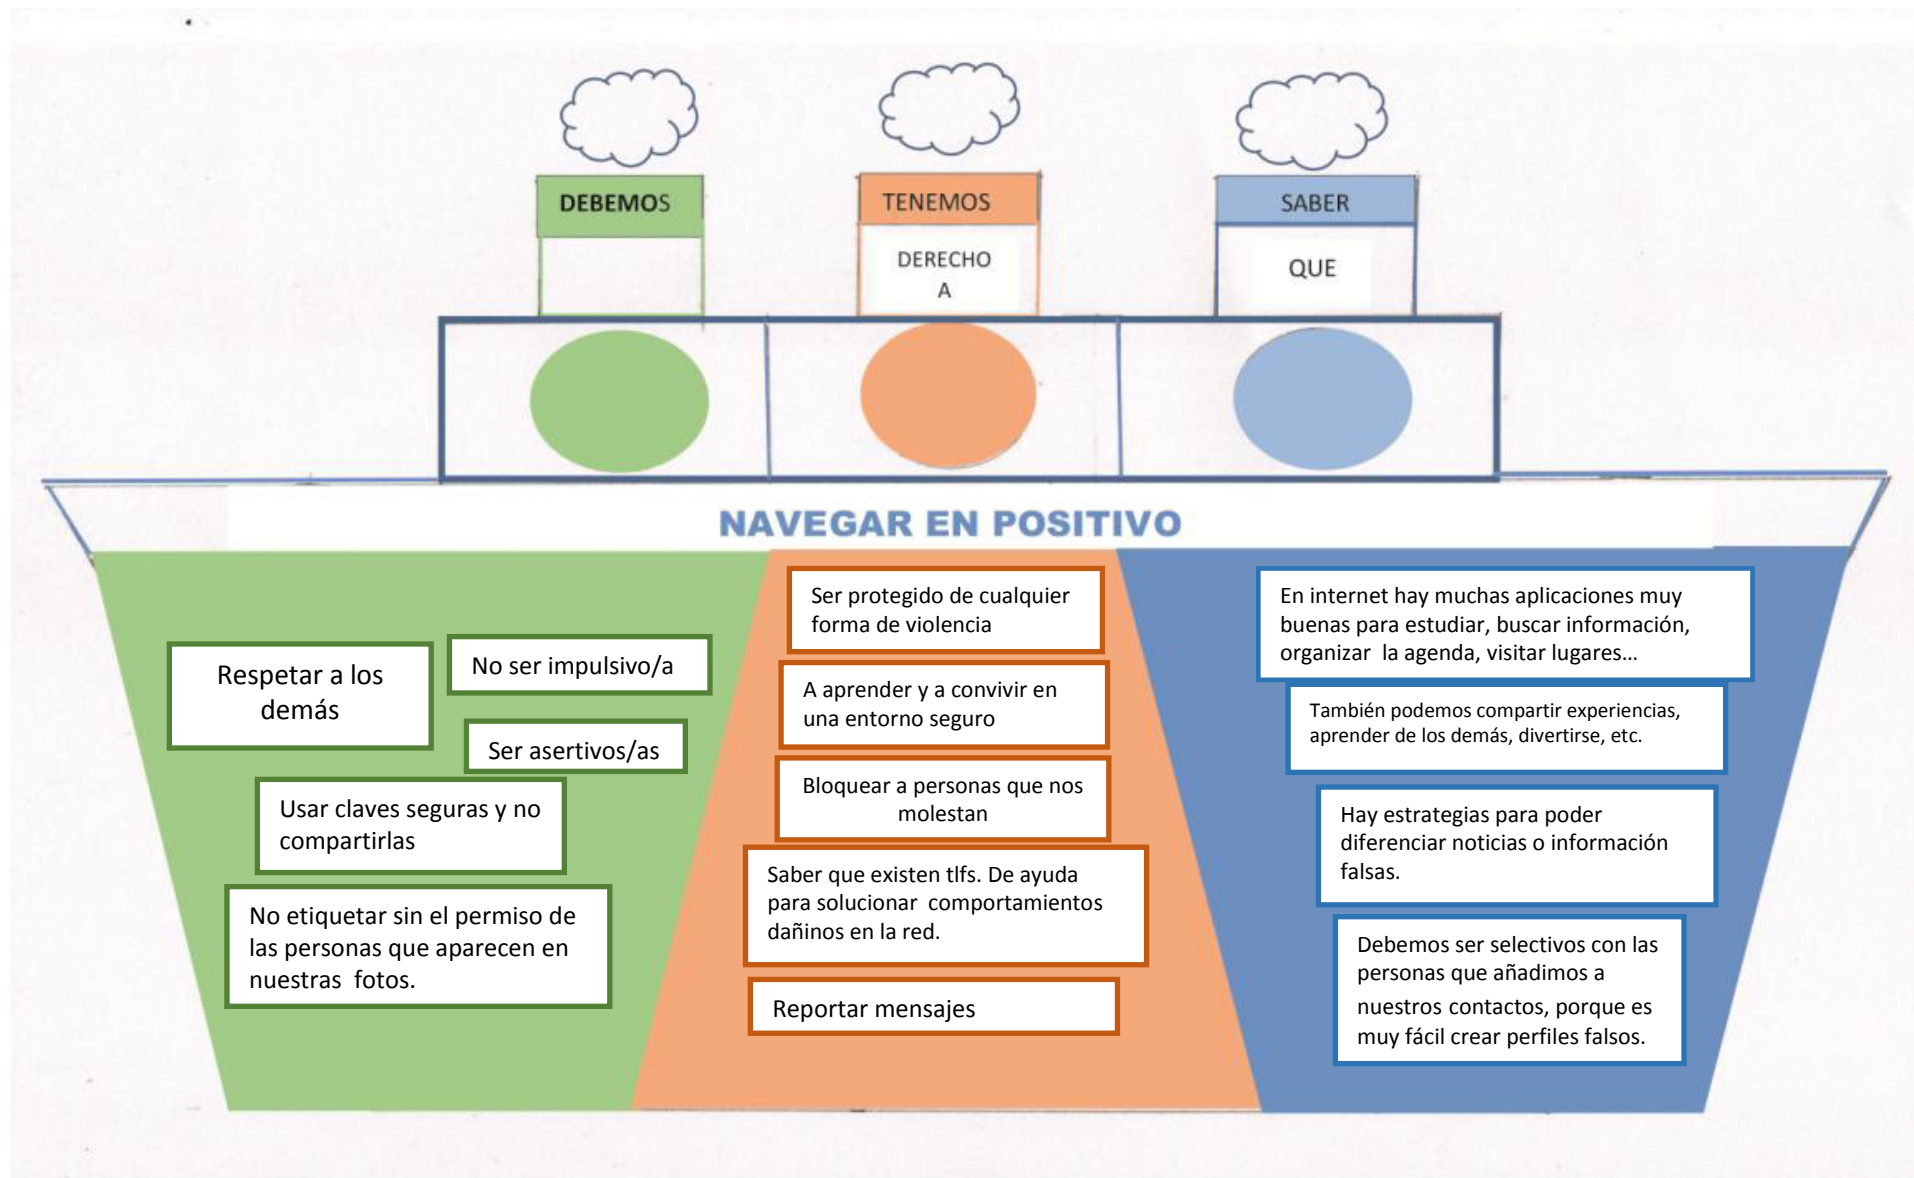 DEBEMOS
TENEMOS
DERECHO
A
SABER
QUE
NAVEGAR EN POSITIVO
Respetar a los
demás
No ser impulsivo/a
Ser asertivos/as
Usar claves seguras y no
compartirlas
No etiquetar sin el permiso de
las personas que aparecen en
nuestras fotos.
Ser protegido de cualquier
forma de violencia
A aprender y a convivir en
una entorno seguro
Bloquear a personas que nos
molestan
Saber que existen tlfs. De ayuda
para solucionar comportamientos
dañinos en la red.
Reportar mensajes
En internet hay muchas aplicaciones muy
buenas para estudiar, buscar información,
organizar la agenda, visitar lugares...
También podemos compartir experiencias,
aprender de los demás, divertirse, etc.
Hay estrategias para poder
diferenciar noticias o información
falsas.
Debemos ser selectivos con las
personas que añadimos a
nuestros contactos, porque es
muy fácil crear perfiles falsos.